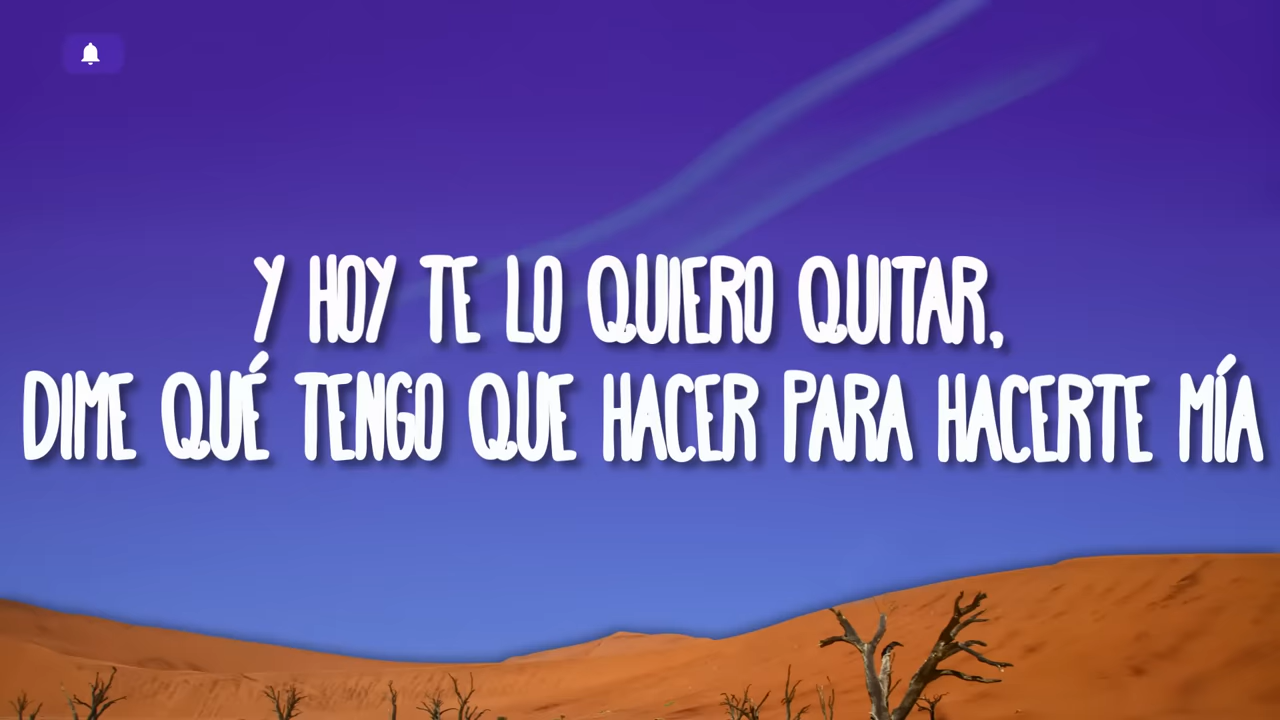 Y HOY TE LO QUIERO QUITAR,
DIME QUÉ TENGO QUE HACER PARA HACERTE MÍA